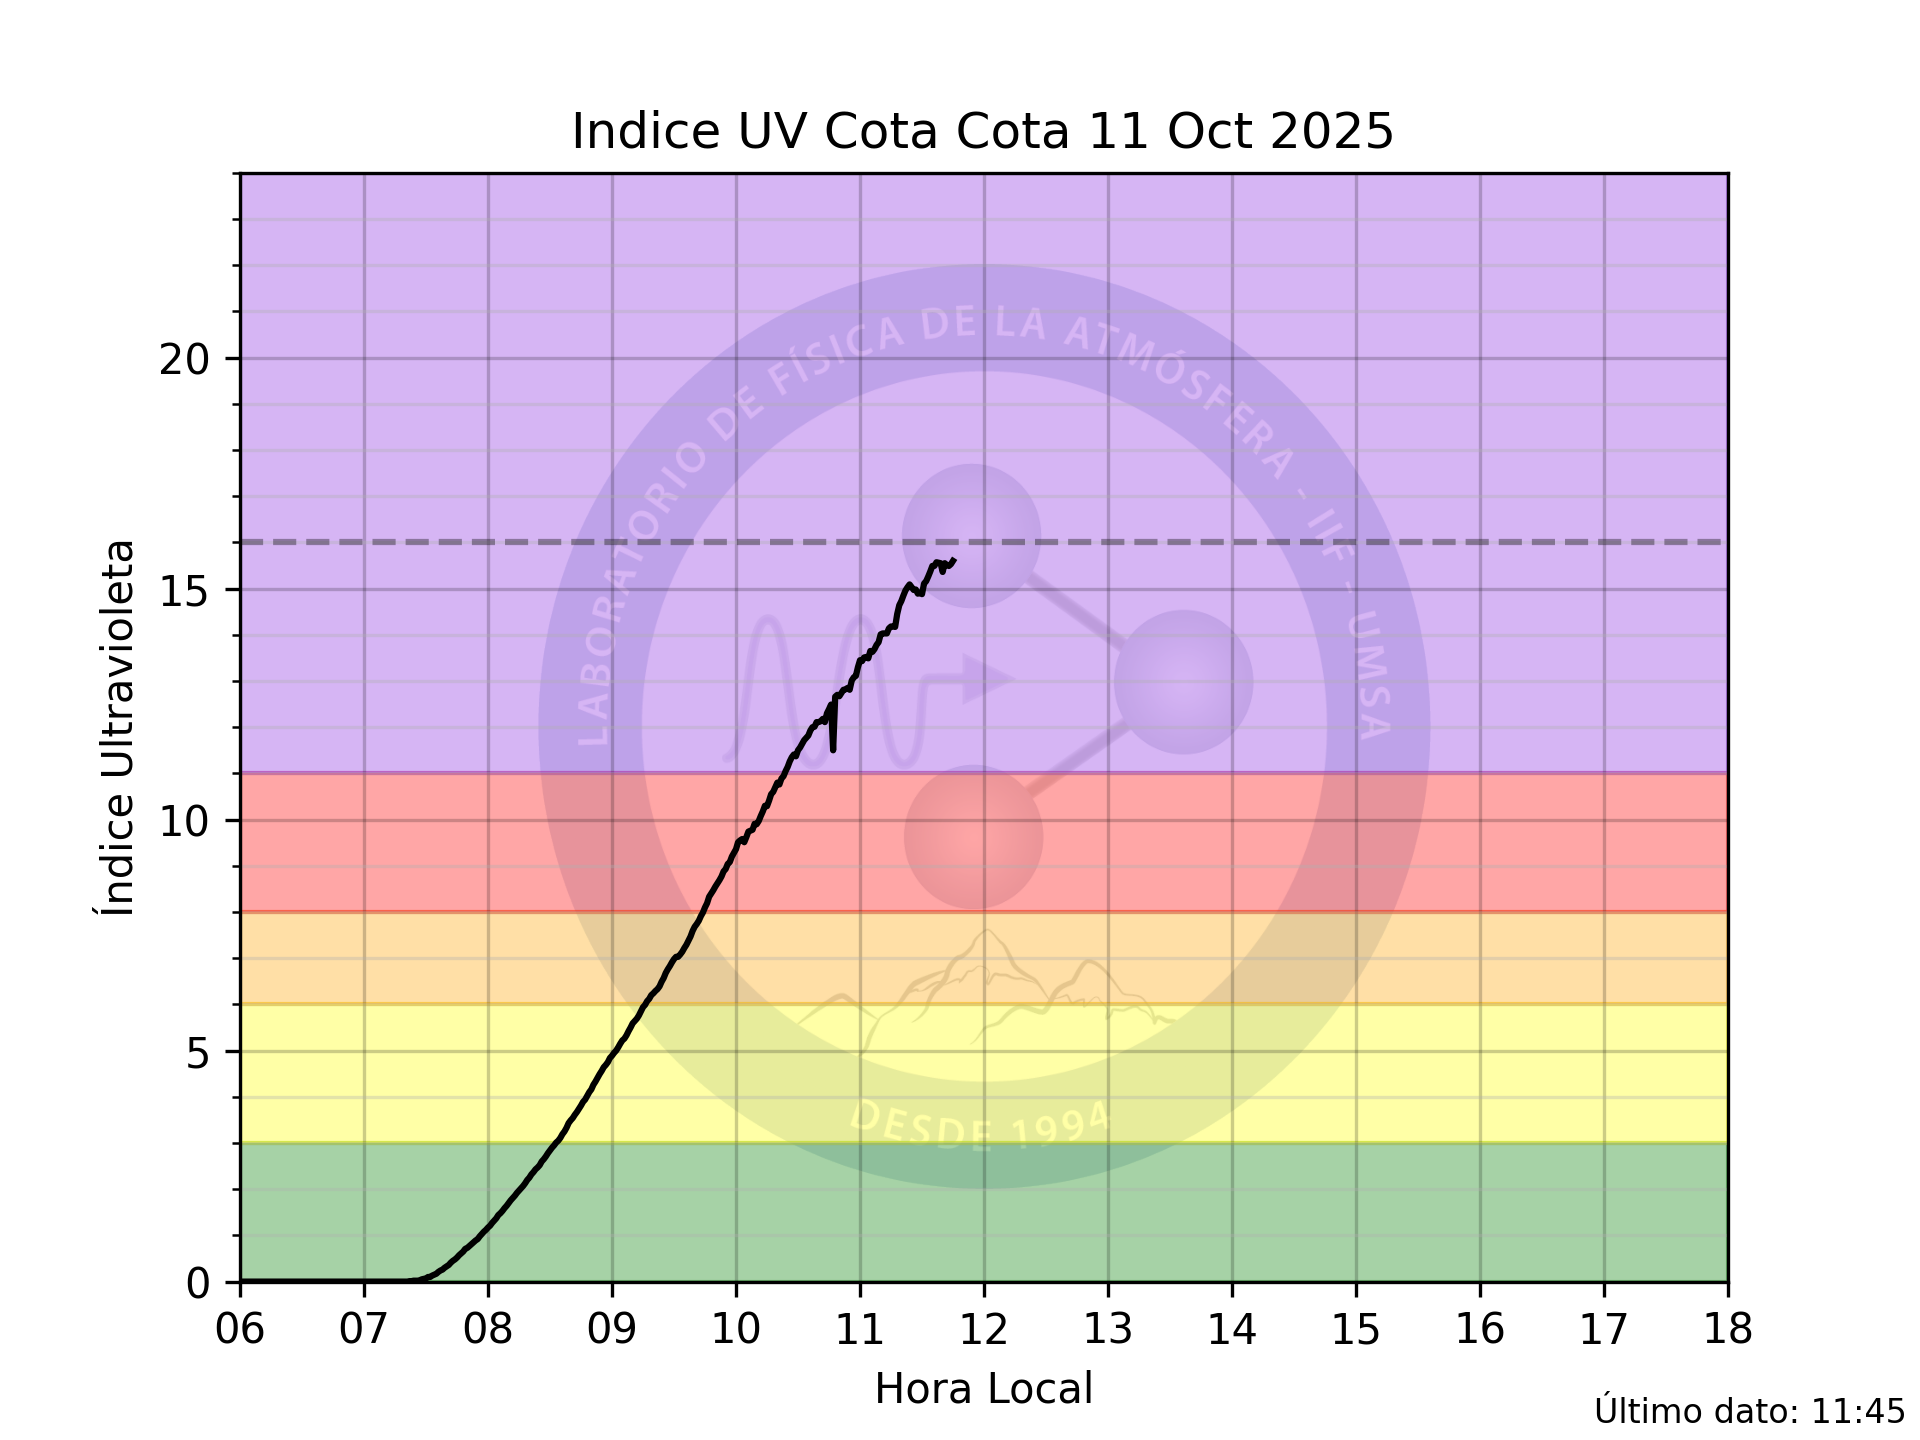 Indice UV Cota Cota 11 Oct 2025
Índice Ultravioleta
20
15
10
5
0
LABORATORIO DE FÍSICA DE LA ATMÓSFERA - IIF - UMSA
DESDE 1994
06 07 08 09 10 11 12 13 14 15 16 17 18
Hora Local
Último dato: 11:45